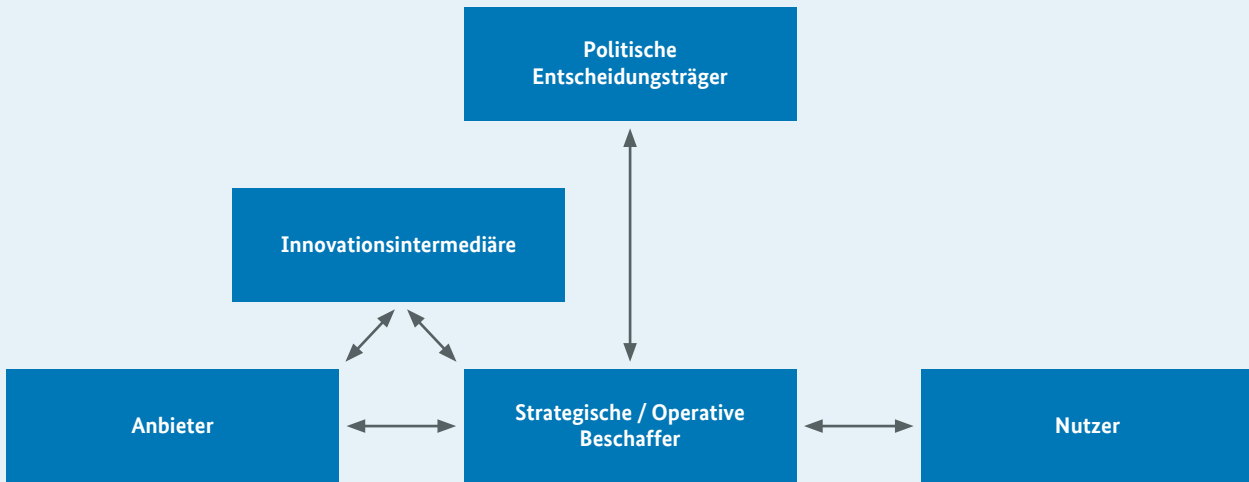 Politische
Entscheidungsträger
Innovationsintermediäre
Anbieter
Strategische / Operative
Beschaffer
Nutzer